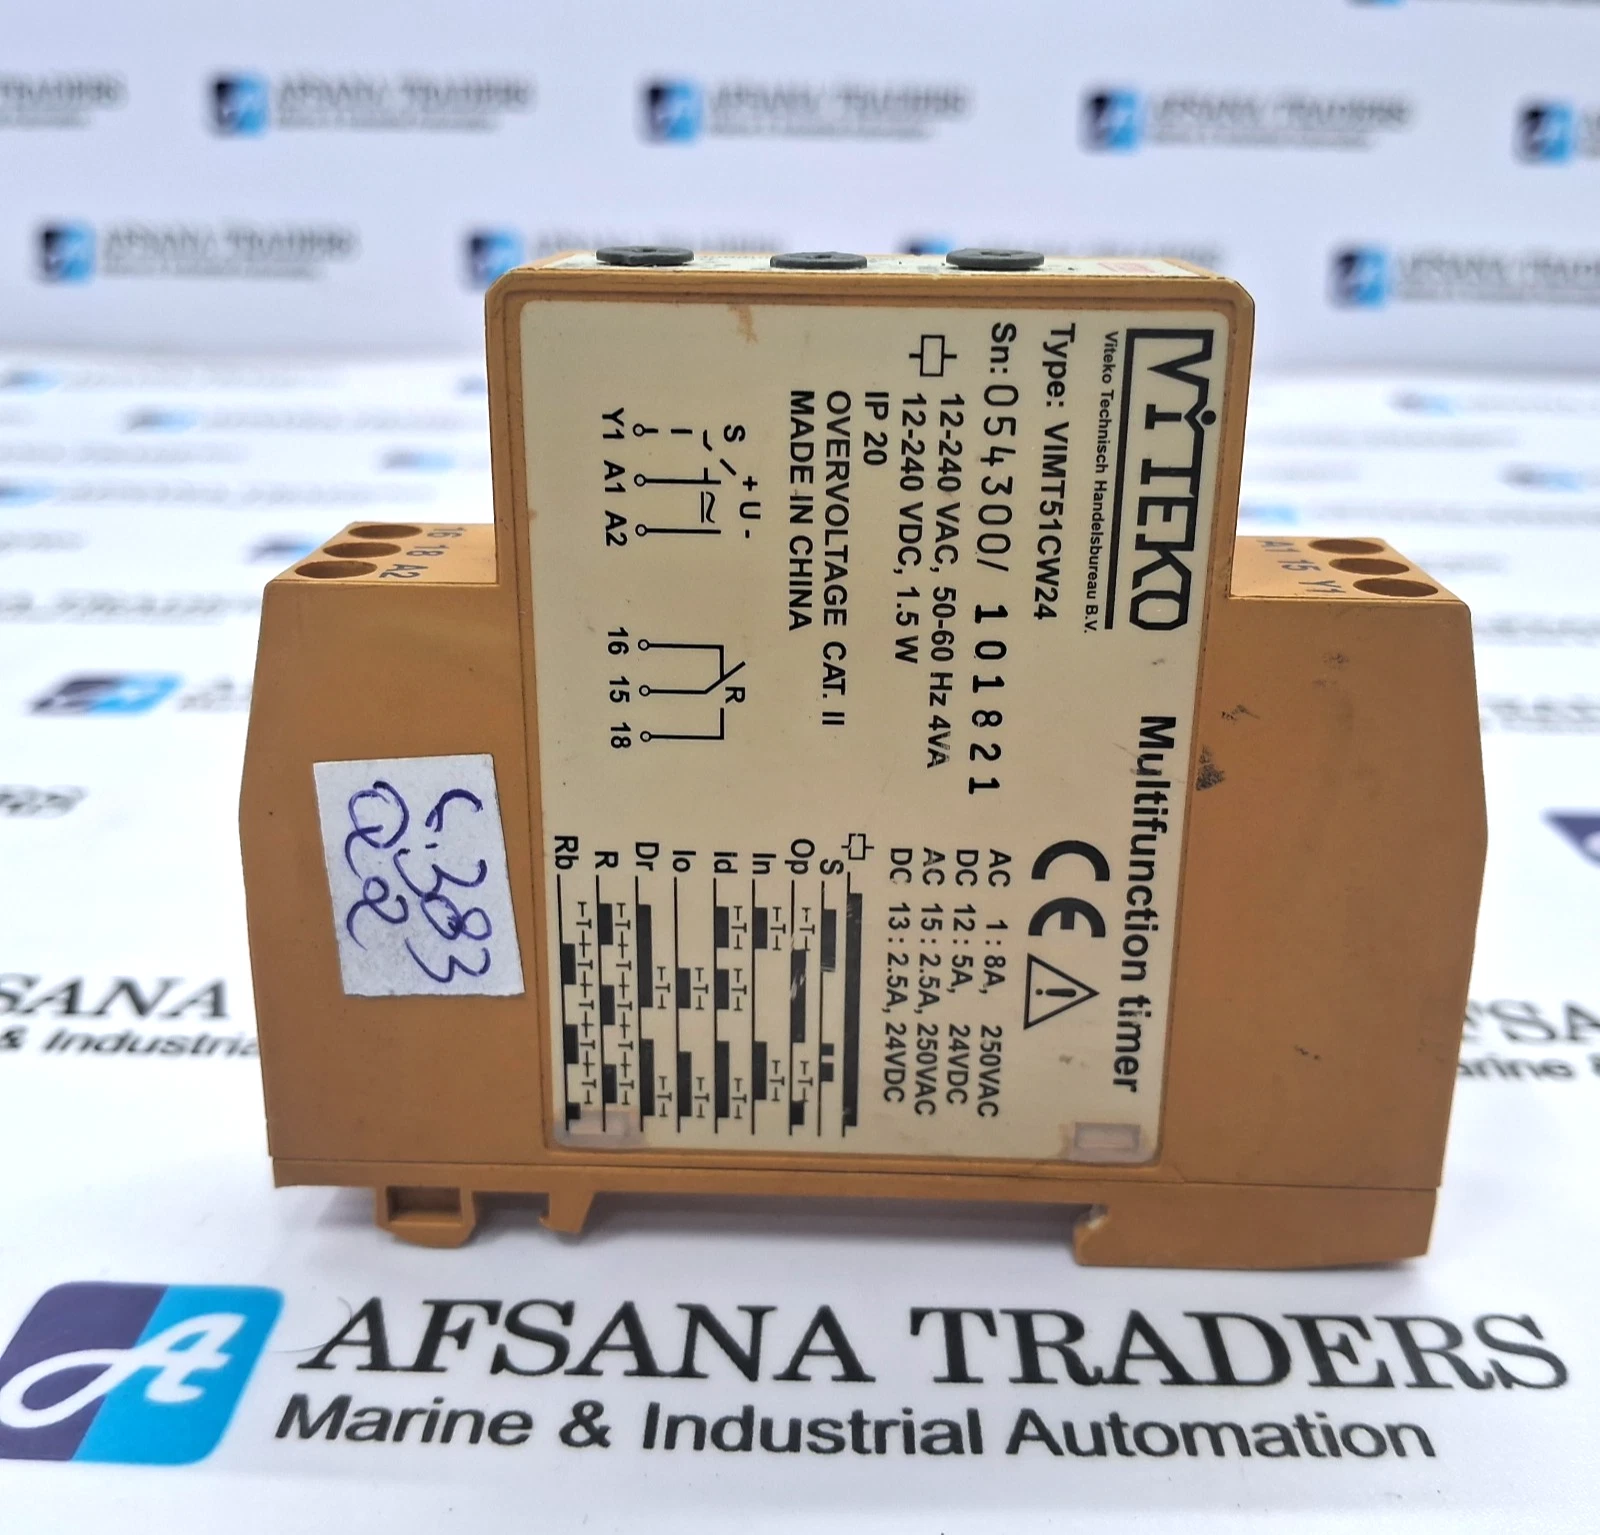 VITEKO
Viteko Technisch Handelsbureau B.V.
Multifunction timer
Type: VIMT51CW24
Sn: 054300/ 101821
12-240 VAC, 50-60 Hz 4VA
12-240 VDC, 1.5 W
IP 20
OVERVOLTAGE CAT. II
MADE IN CHINA
CE
AC 1 : 8A, 250VAC
DC 12 : 5A, 24VDC
AC 15 : 2.5A, 250VAC
DC 13 : 2.5A, 24VDC
+ U -
S
Y1 A1 A2
R
16 15 18
S
Op
In
Id
Io
Dr
R
Rb
16 18 A2
A1 15 Y1
AFSANA TRADERS
Marine & Industrial Automation